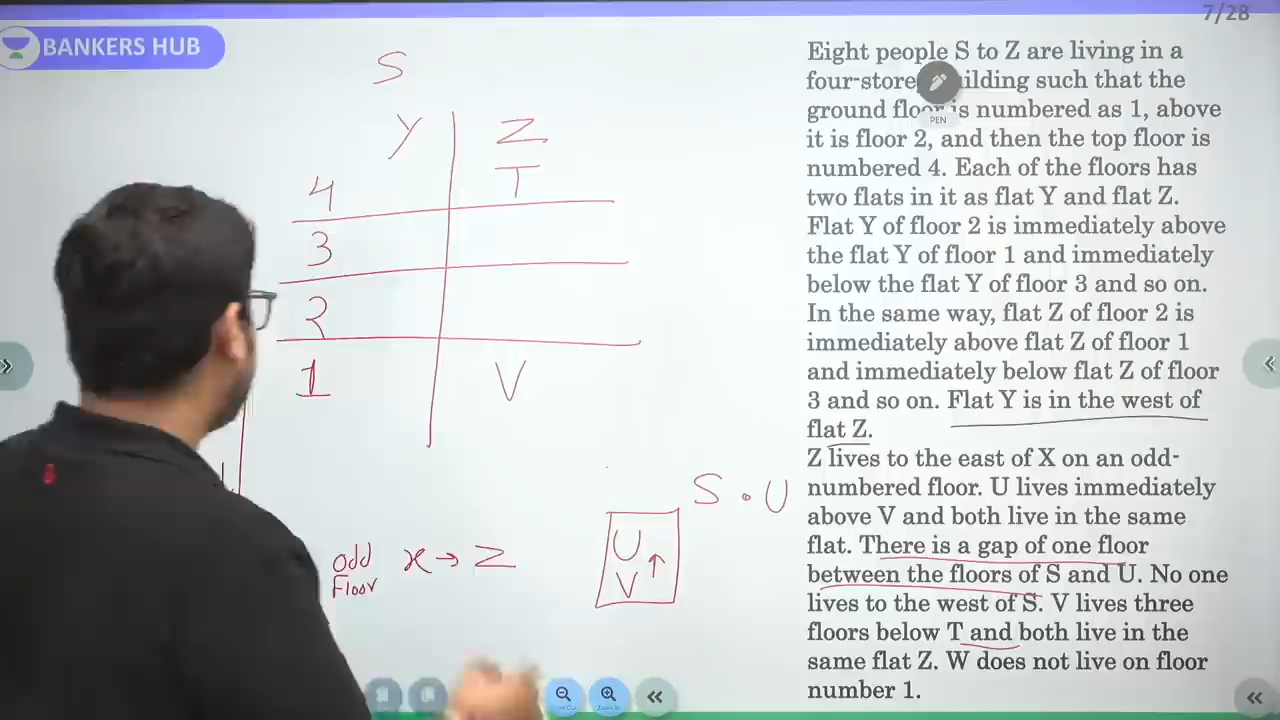 7/28
BANKERS HUB
S
Y Z
4 T
3
2
1 V
S . U
U
V
Odd
Floor
x → Z
PEN
Eight people S to Z are living in a
four-store ilding such that the
ground floor is numbered as 1, above
it is floor 2, and then the top floor is
numbered 4. Each of the floors has
two flats in it as flat Y and flat Z.
Flat Y of floor 2 is immediately above
the flat Y of floor 1 and immediately
below the flat Y of floor 3 and so on.
In the same way, flat Z of floor 2 is
immediately above flat Z of floor 1
and immediately below flat Z of floor
3 and so on. Flat Y is in the west of
flat Z.
Z lives to the east of X on an odd-
numbered floor. U lives immediately
above V and both live in the same
flat. There is a gap of one floor
between the floors of S and U. No one
lives to the west of S. V lives three
floors below T and both live in the
same flat Z. W does not live on floor
number 1.